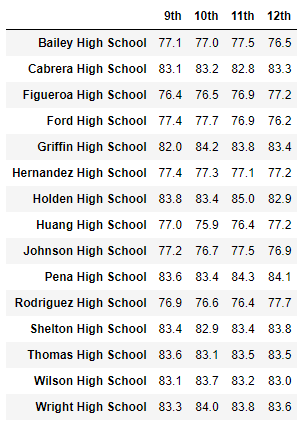 9th 10th 11th 12th
Bailey High School 77.1 77.0 77.5 76.5
Cabrera High School 83.1 83.2 82.8 83.3
Figueroa High School 76.4 76.5 76.9 77.2
Ford High School 77.4 77.7 76.9 76.2
Griffin High School 82.0 84.2 83.8 83.4
Hernandez High School 77.4 77.3 77.1 77.2
Holden High School 83.8 83.4 85.0 82.9
Huang High School 77.0 75.9 76.4 77.2
Johnson High School 77.2 76.7 77.5 76.9
Pena High School 83.6 83.4 84.3 84.1
Rodriguez High School 76.9 76.6 76.4 77.7
Shelton High School 83.4 82.9 83.4 83.8
Thomas High School 83.6 83.1 83.5 83.5
Wilson High School 83.1 83.7 83.2 83.0
Wright High School 83.3 84.0 83.8 83.6